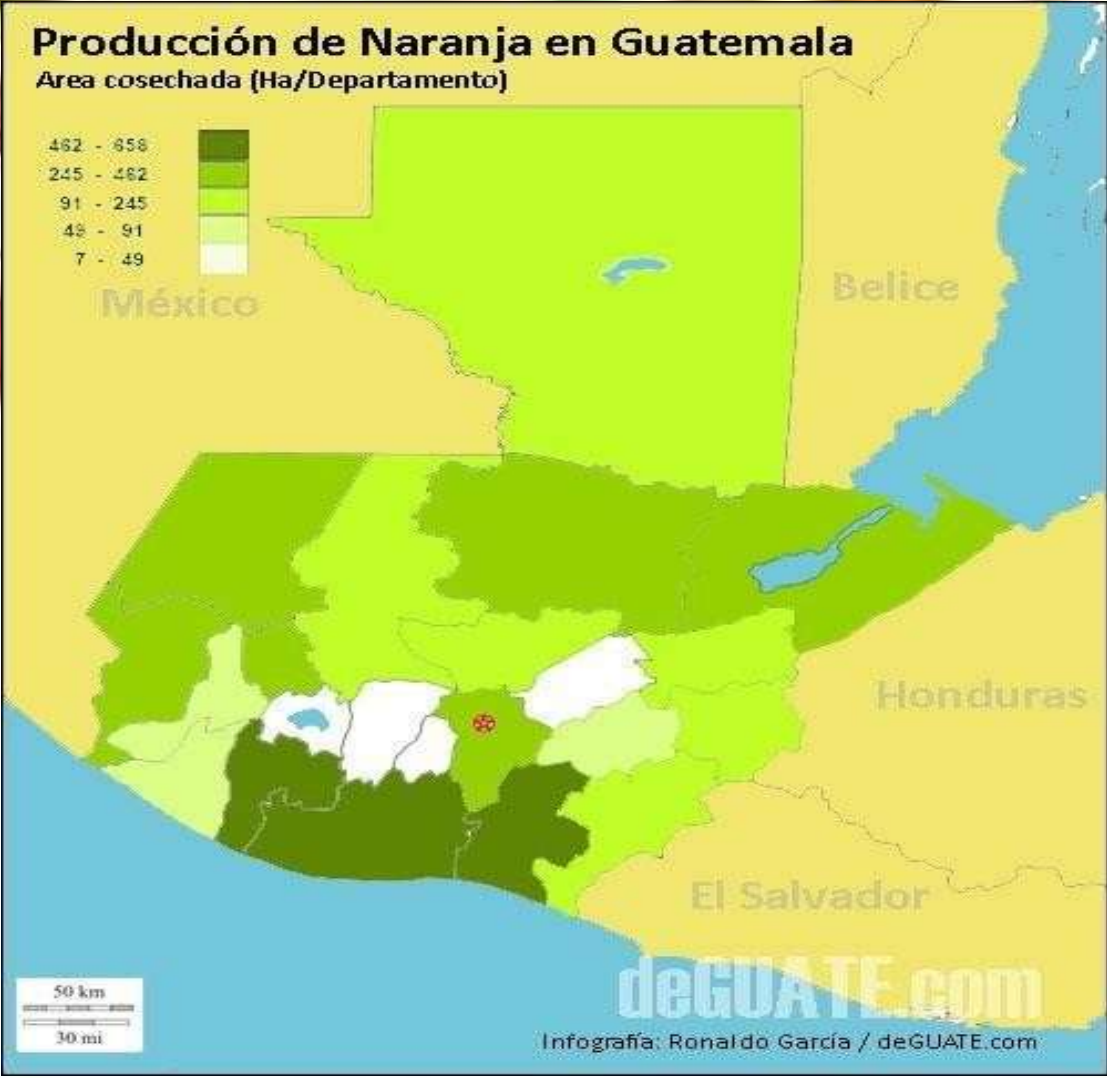 Producción de Naranja en Guatemala
Area cosechada (Ha/Departamento)
462 - 658
245 - 462
91 - 245
49 - 91
7 - 49
México
Belice
Honduras
El Salvador
deGUATE.com
50 km
30 mi
Infografía: Ronaldo García / deGUATE.com